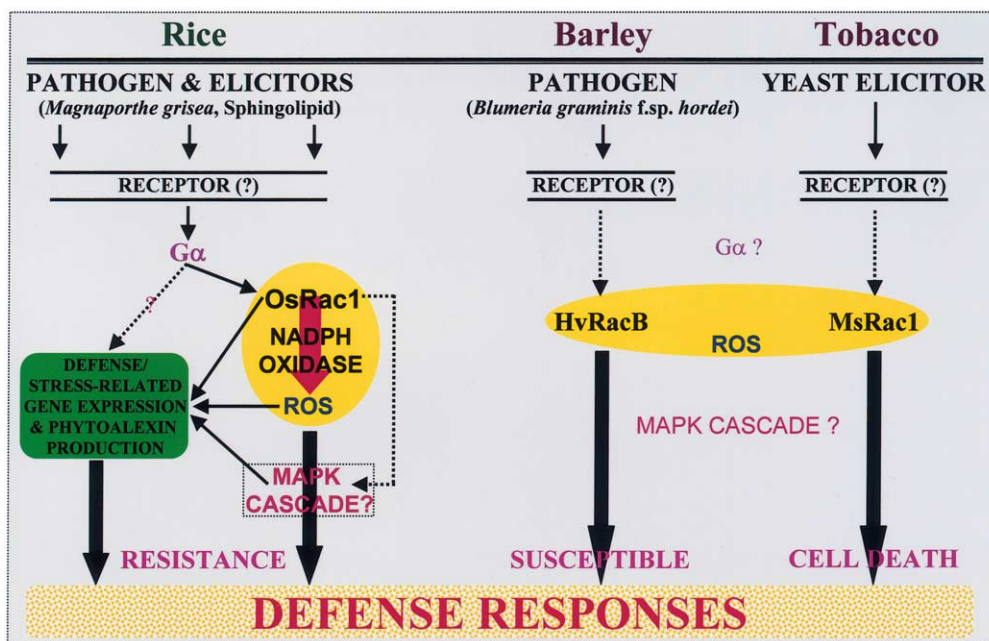 Rice Barley Tobacco
PATHOGEN & ELICITORS PATHOGEN YEAST ELICITOR
(Magnaporthe grisea, Sphingolipid) (Blumeria graminis f.sp. hordei)
RECEPTOR (?) RECEPTOR (?) RECEPTOR (?)
Gα Gα ?
?
OsRac1
NADPH
OXIDASE
ROS
HvRacB MsRac1
ROS
DEFENSE/
STRESS-RELATED
GENE EXPRESSION
& PHYTOALEXIN
PRODUCTION
MAPK CASCADE ?
MAPK
CASCADE?
RESISTANCE SUSCEPTIBLE CELL DEATH
DEFENSE RESPONSES